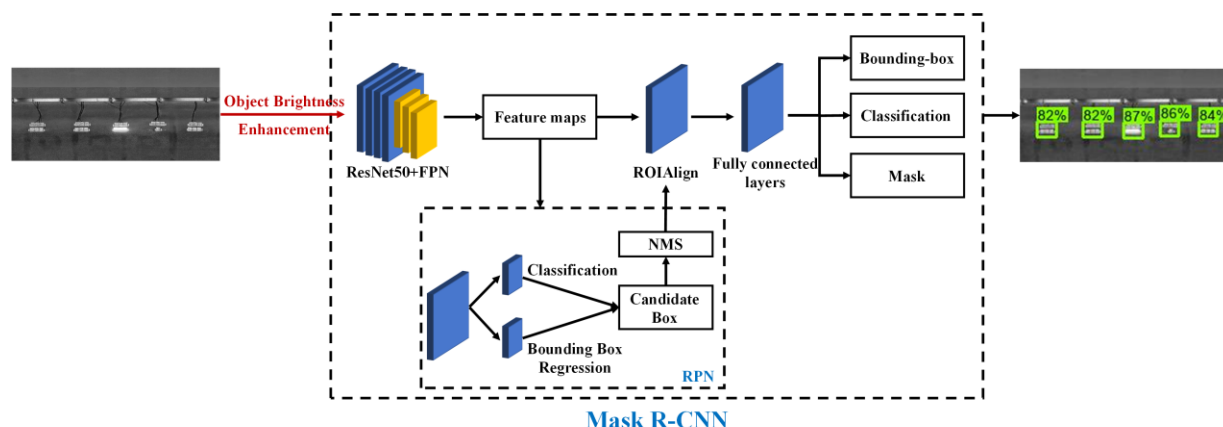 Object Brightness
Enhancement
ResNet50+FPN
Feature maps
ROIAlign
Fully connected
layers
Bounding-box
Classification
Mask
82%
82%
87%
86%
84%
NMS
Classification
Candidate
Box
Bounding Box
Regression
RPN
Mask R-CNN